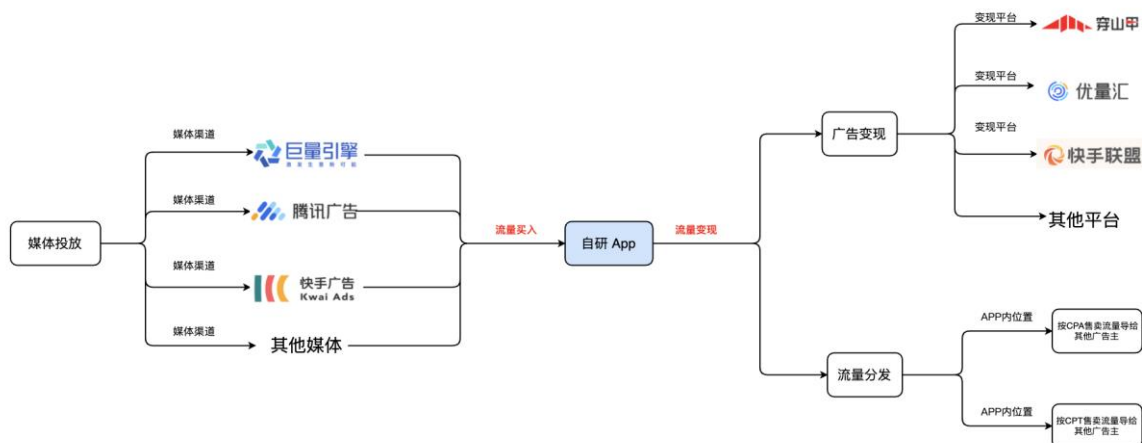 媒体投放
媒体渠道
巨量引擎
媒体渠道
腾讯广告
媒体渠道
快手广告
Kwai Ads
媒体渠道
其他媒体
流量买入
自研 App
流量变现
广告变现
变现平台
穿山甲
变现平台
优量汇
变现平台
快手联盟
其他平台
流量分发
APP内位置
按CPA售卖流量导给
其他广告主
APP内位置
按CPT售卖流量导给
其他广告主